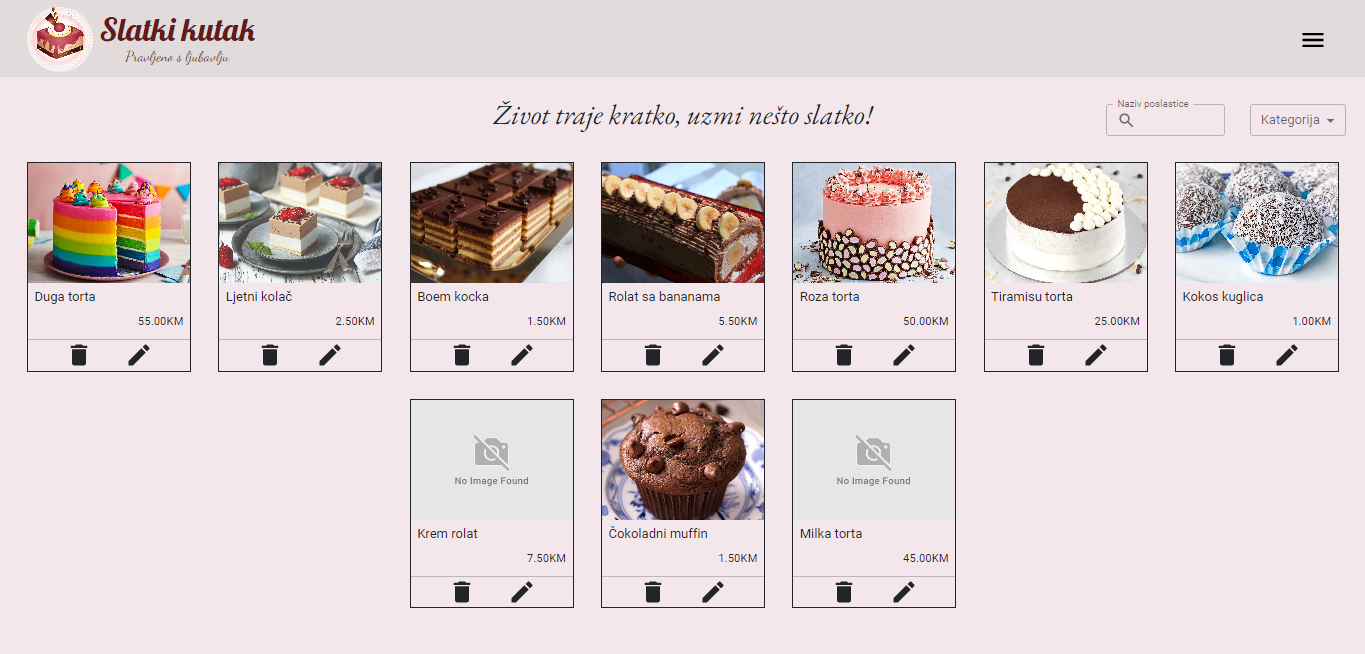 Slatki kutak
Pravljeno s ljubavlju
Život traje kratko, uzmi nešto slatko!
Naziv poslastice
Kategorija
Duga torta
55.00KM
Ljetni kolač
2.50KM
Boem kocka
1.50KM
Rolat sa bananama
5.50KM
Roza torta
50.00KM
Tiramisu torta
25.00KM
Kokos kuglica
1.00KM
No Image Found
Krem rolat
7.50KM
Čokoladni muffin
1.50KM
No Image Found
Milka torta
45.00KM